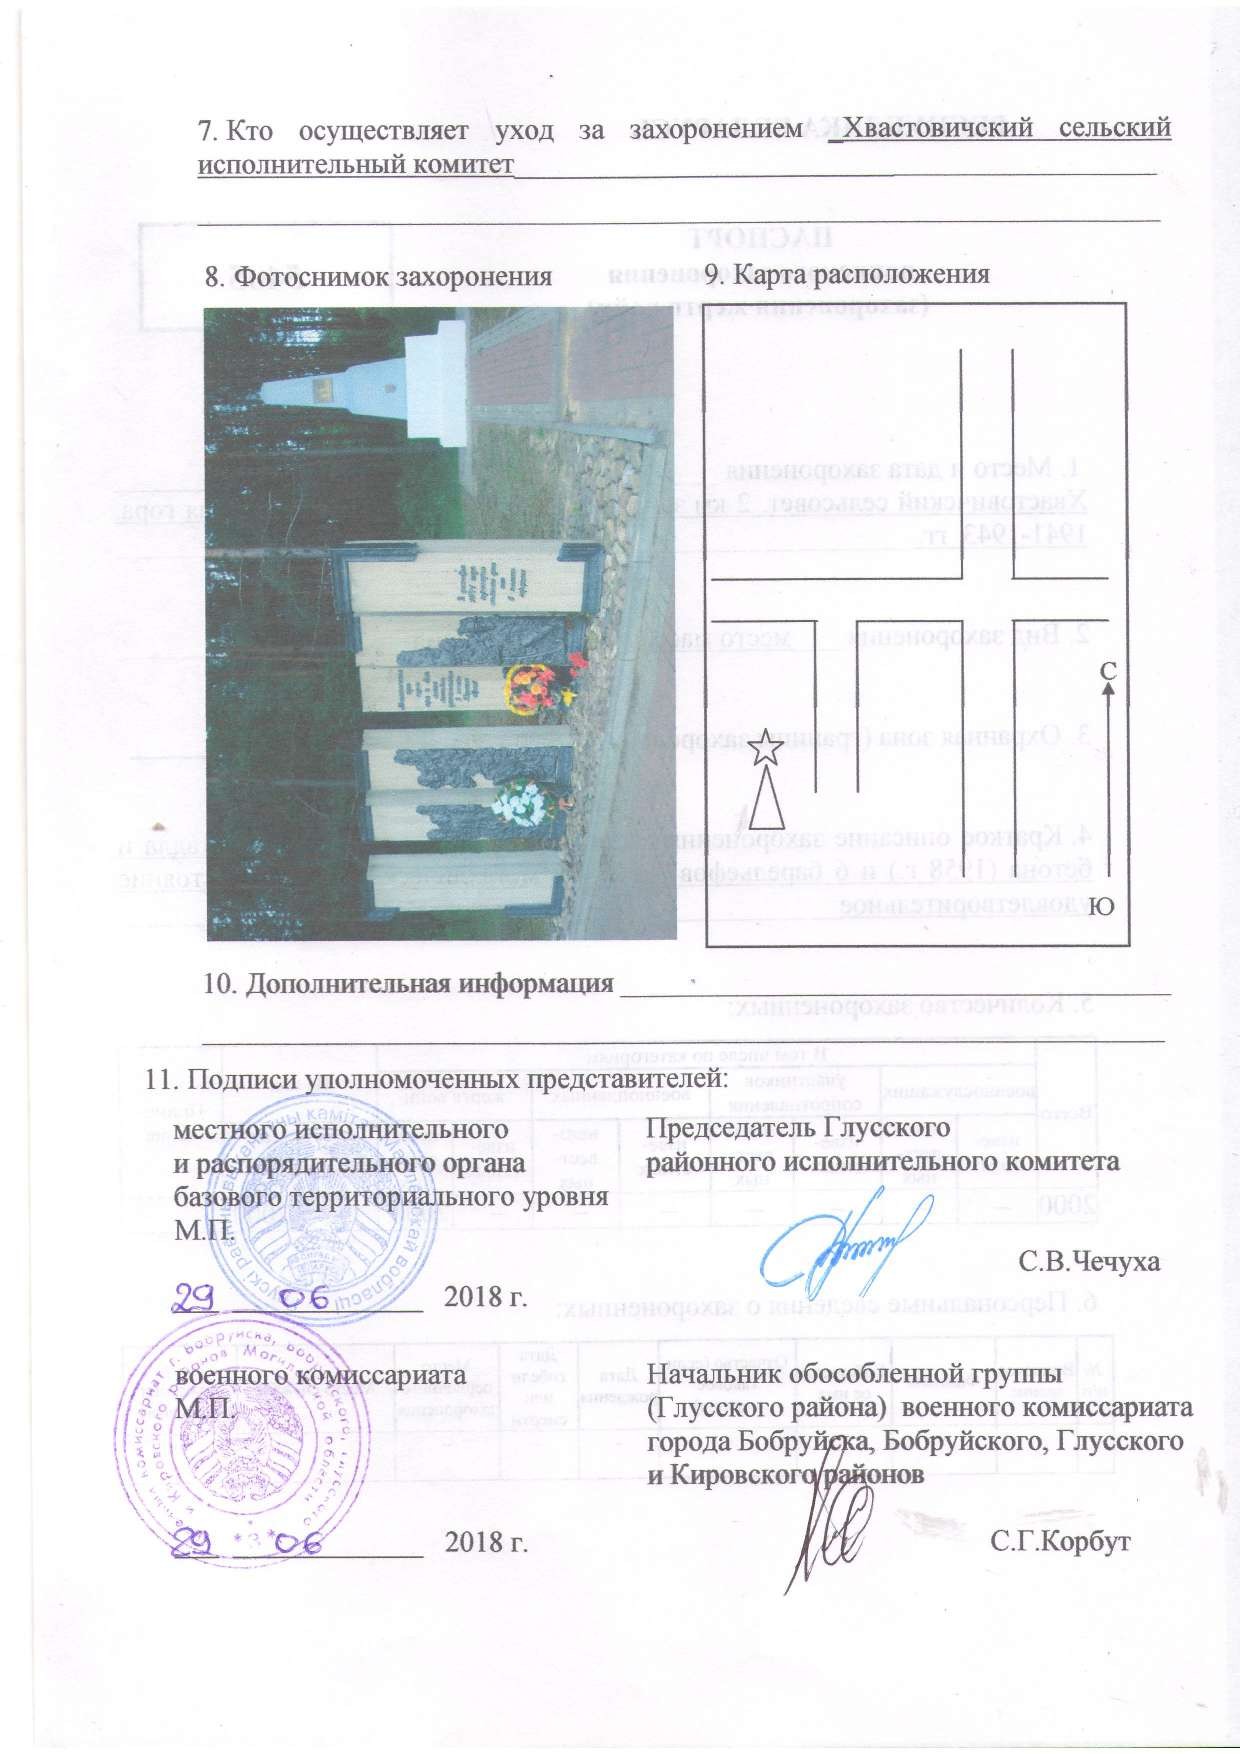 7. Кто осуществляет уход за захоронением _Хвастовичский сельский
исполнительный комитет
8. Фотоснимок захоронения
9. Карта расположения
С
Ю
10. Дополнительная информация
11. Подписи уполномоченных представителей:
местного исполнительного
и распорядительного органа
базового территориального уровня
М.П.
Председатель Глусского
районного исполнительного комитета
С.В.Чечуха
29 06 2018 г.
военного комиссариата
М.П.
Начальник обособленной группы
(Глусского района) военного комиссариата
города Бобруйска, Бобруйского, Глусского
и Кировского районов
29 06 2018 г.
С.Г.Корбут